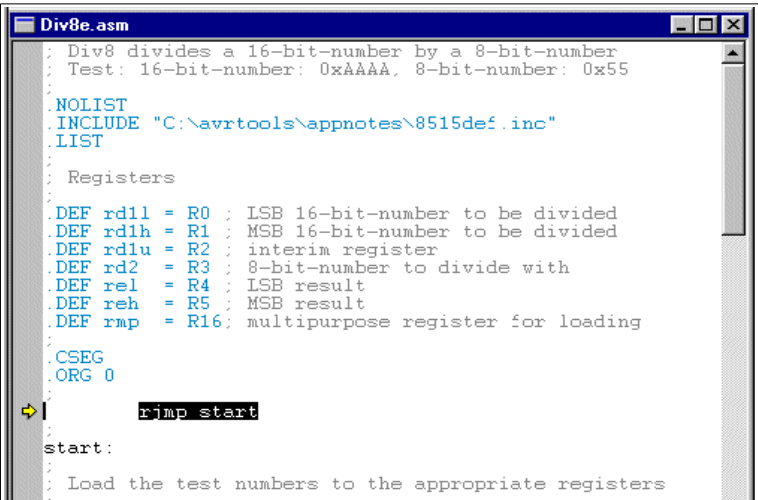 Div8e.asm
; Div8 divides a 16-bit-number by a 8-bit-number
; Test: 16-bit-number: 0xAAAA, 8-bit-number: 0x55
;
.NOLIST
.INCLUDE "C:\avrtools\appnotes\8515def.inc"
.LIST
;
; Registers
;
.DEF rd1l = R0 ; LSB 16-bit-number to be divided
.DEF rd1h = R1 ; MSB 16-bit-number to be divided
.DEF rd1u = R2 ; interim register
.DEF rd2  = R3 ; 8-bit-number to divide with
.DEF rel  = R4 ; LSB result
.DEF reh  = R5 ; MSB result
.DEF rmp  = R16; multipurpose register for loading
;
.CSEG
.ORG 0
;
rjmp start
;
start:
;
; Load the test numbers to the appropriate registers
;